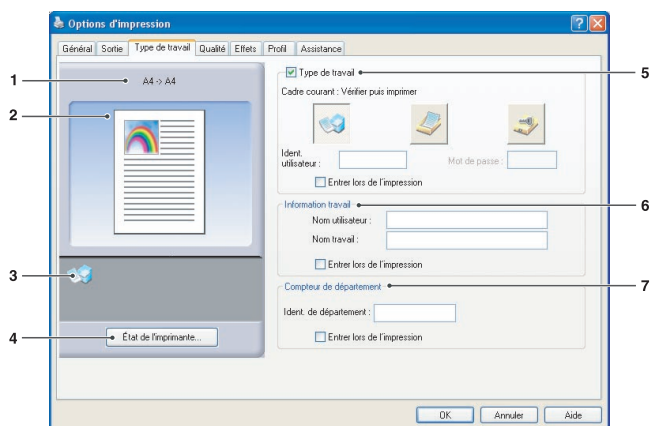 Options d'impression
Général Sortie Type de travail Qualité Effets Profil Assistance
1
A4 -> A4
2
3
4
État de l'imprimante...
Type de travail
5
Cadre courant : Vérifier puis imprimer
Ident.
utilisateur :
Mot de passe :
Entrer lors de l'impression
Information travail
6
Nom utilisateur :
Nom travail :
Entrer lors de l'impression
Compteur de département
7
Ident. de département :
Entrer lors de l'impression
OK Annuler Aide